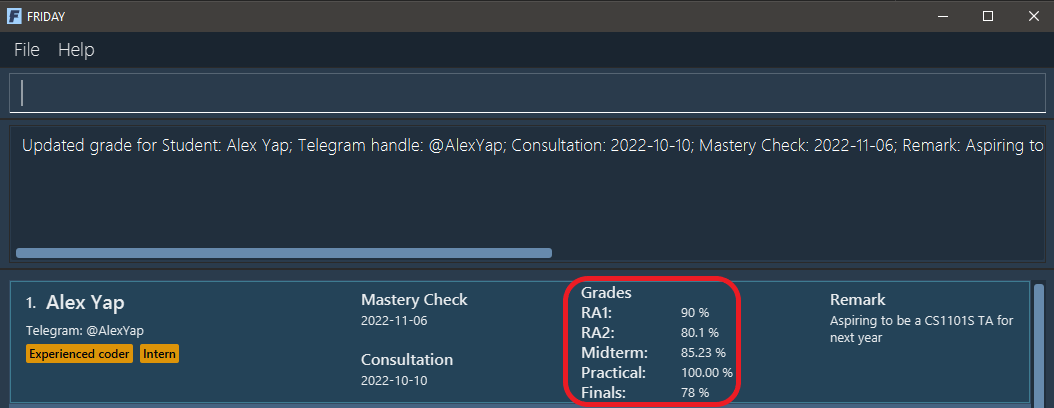 FRIDAY
File Help
Updated grade for Student: Alex Yap; Telegram handle: @AlexYap; Consultation: 2022-10-10; Mastery Check: 2022-11-06; Remark: Aspiring to
1. Alex Yap
Telegram: @AlexYap
Experienced coder Intern
Mastery Check
2022-11-06
Consultation
2022-10-10
Grades
RA1: 90 %
RA2: 80.1 %
Midterm: 85.23 %
Practical: 100.00 %
Finals: 78 %
Remark
Aspiring to be a CS1101S TA for
next year